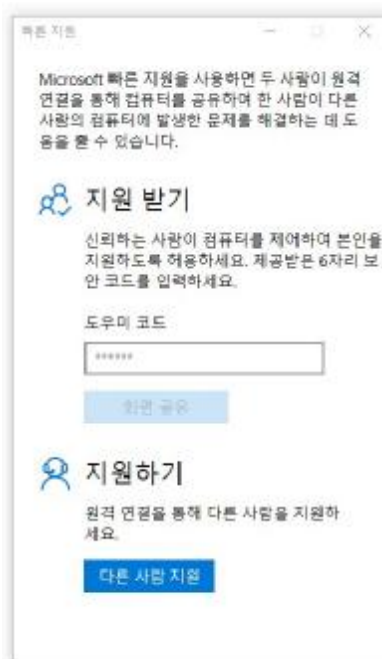 빠른 지원
Microsoft 빠른 지원을 사용하면 두 사람이 원격
연결을 통해 컴퓨터를 공유하여 한 사람이 다른
사람의 컴퓨터에 발생한 문제를 해결하는 데 도
움을 줄 수 있습니다.
지원 받기
신뢰하는 사람이 컴퓨터를 제어하여 본인을
지원하도록 허용하세요. 제공받은 6자리 보
안 코드를 입력하세요.
도우미 코드
******
화면 공유
지원하기
원격 연결을 통해 다른 사람을 지원하
세요.
다른 사람 지원